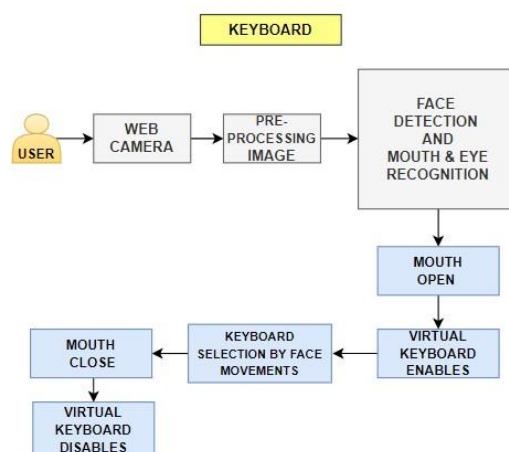 KEYBOARD
USER
WEB
CAMERA
PRE-
PROCESSING
IMAGE
FACE
DETECTION
AND
MOUTH & EYE
RECOGNITION
MOUTH
OPEN
VIRTUAL
KEYBOARD
ENABLES
KEYBOARD
SELECTION BY FACE
MOVEMENTS
MOUTH
CLOSE
VIRTUAL
KEYBOARD
DISABLES